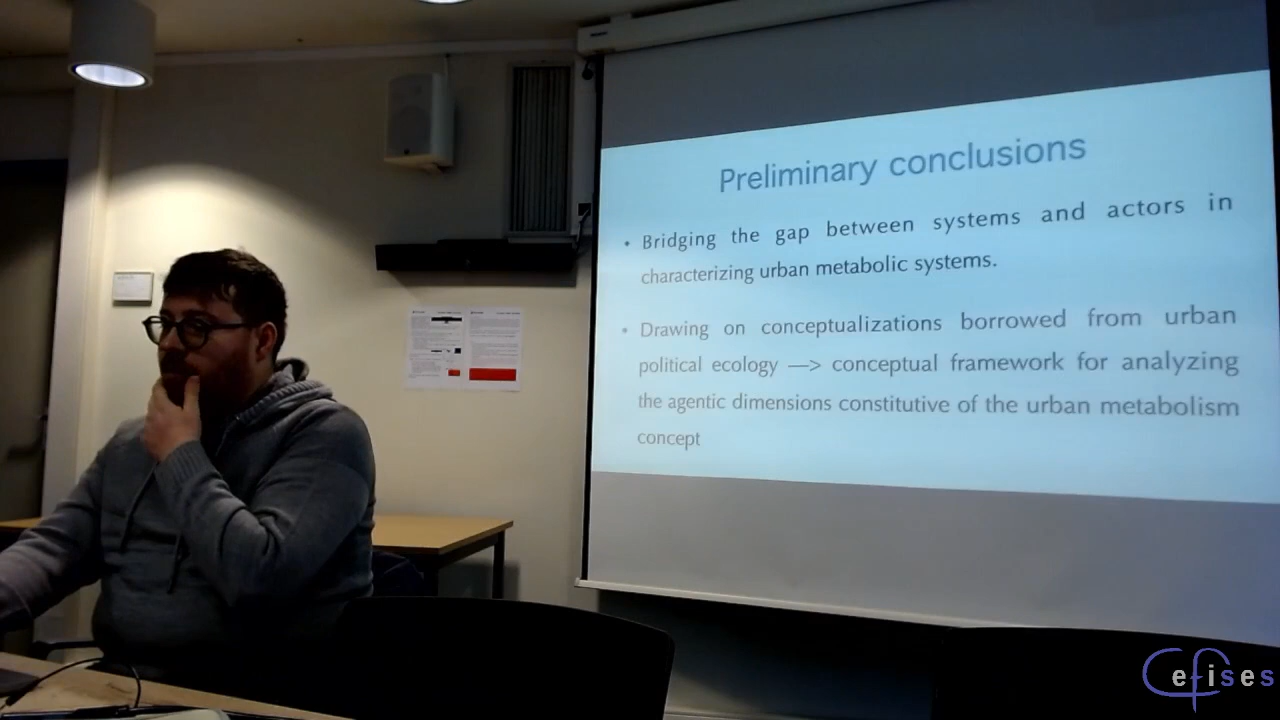 Preliminary conclusions
• Bridging the gap between systems and actors in
characterizing urban metabolic systems.
• Drawing on conceptualizations borrowed from urban
political ecology —> conceptual framework for analyzing
the agentic dimensions constitutive of the urban metabolism
concept
Cefises